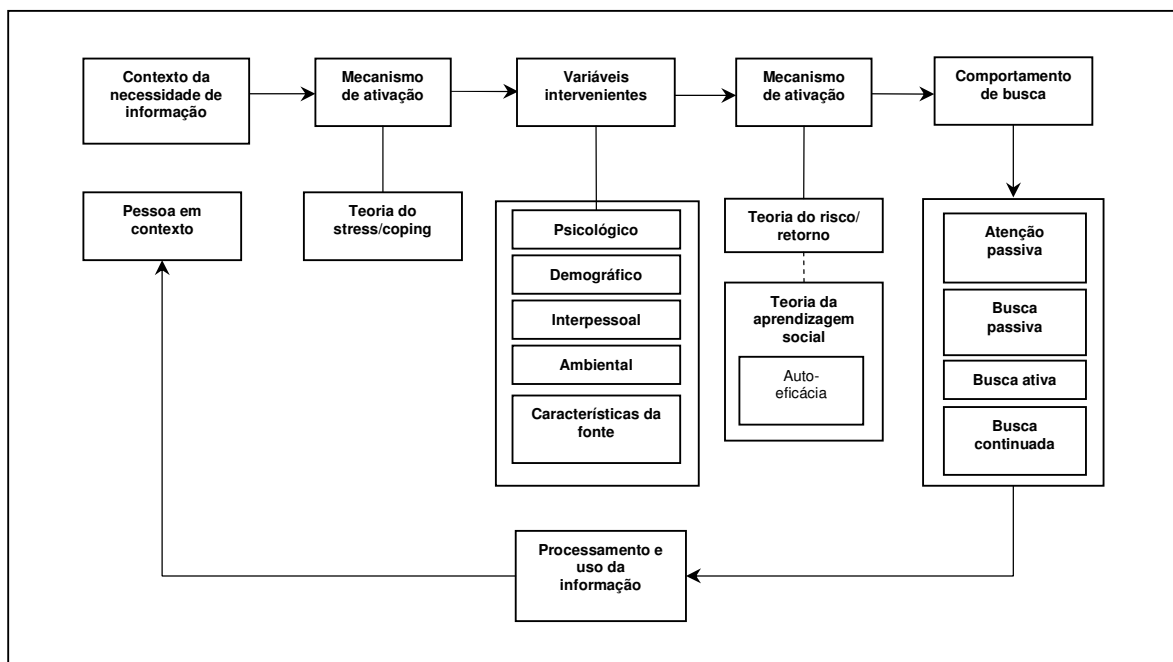 Contexto da
necessidade de
informação
Mecanismo
de ativação
Variáveis
intervenientes
Mecanismo
de ativação
Comportamento
de busca
Pessoa em
contexto
Teoria do
stress/coping
Psicológico
Demográfico
Interpessoal
Ambiental
Características da
fonte
Teoria do risco/
retorno
Teoria da
aprendizagem
social
Auto-
eficácia
Atenção
passiva
Busca
passiva
Busca ativa
Busca
continuada
Processamento e
uso da
informação